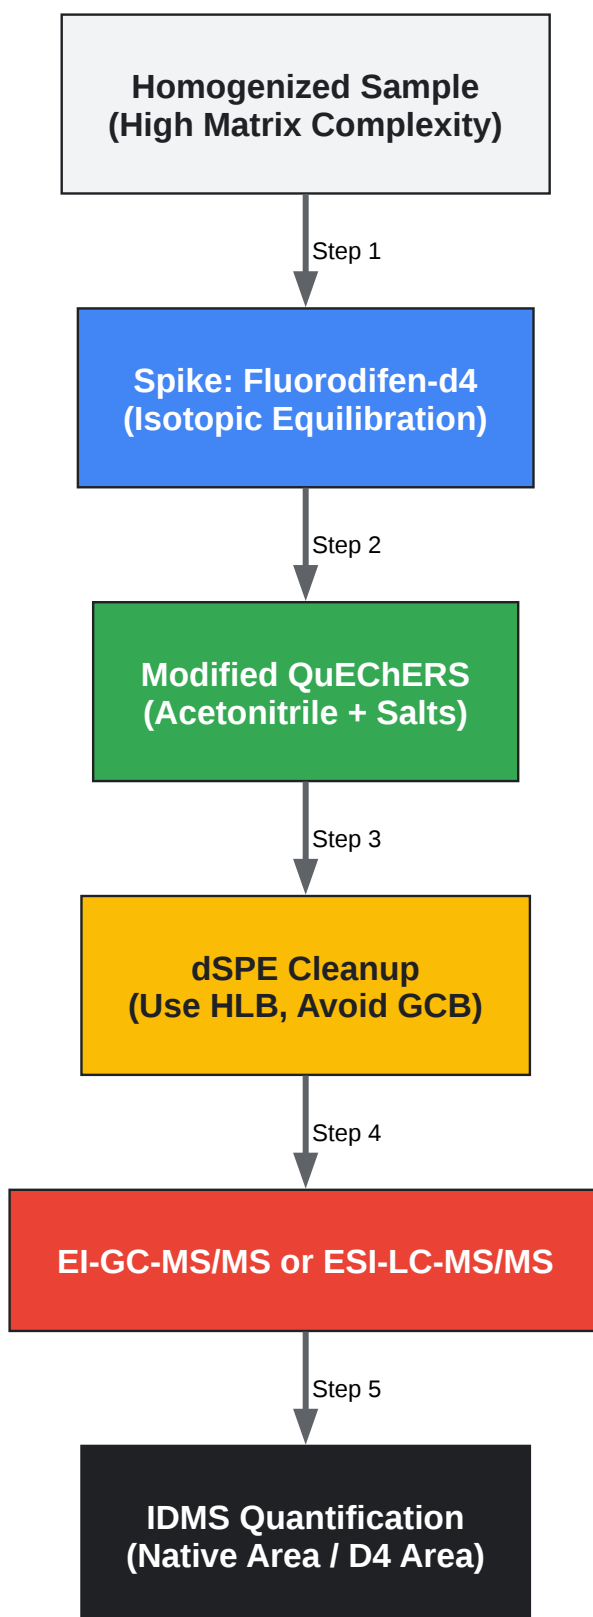 Homogenized Sample
(High Matrix Complexity)
Step 1
Spike: Fluorodifen-d4
(Isotopic Equilibration)
Step 2
Modified QuEChERS
(Acetonitrile + Salts)
Step 3
dSPE Cleanup
(Use HLB, Avoid GCB)
Step 4
EI-GC-MS/MS or ESI-LC-MS/MS
Step 5
IDMS Quantification
(Native Area / D4 Area)